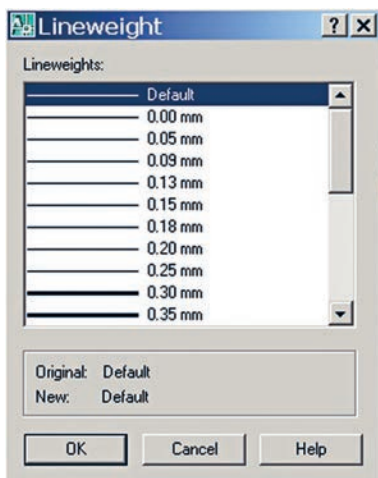 Lineweight
Lineweights:
Default
0.00 mm
0.05 mm
0.09 mm
0.13 mm
0.15 mm
0.18 mm
0.20 mm
0.25 mm
0.30 mm
0.35 mm
Original: Default
New: Default
OK Cancel Help